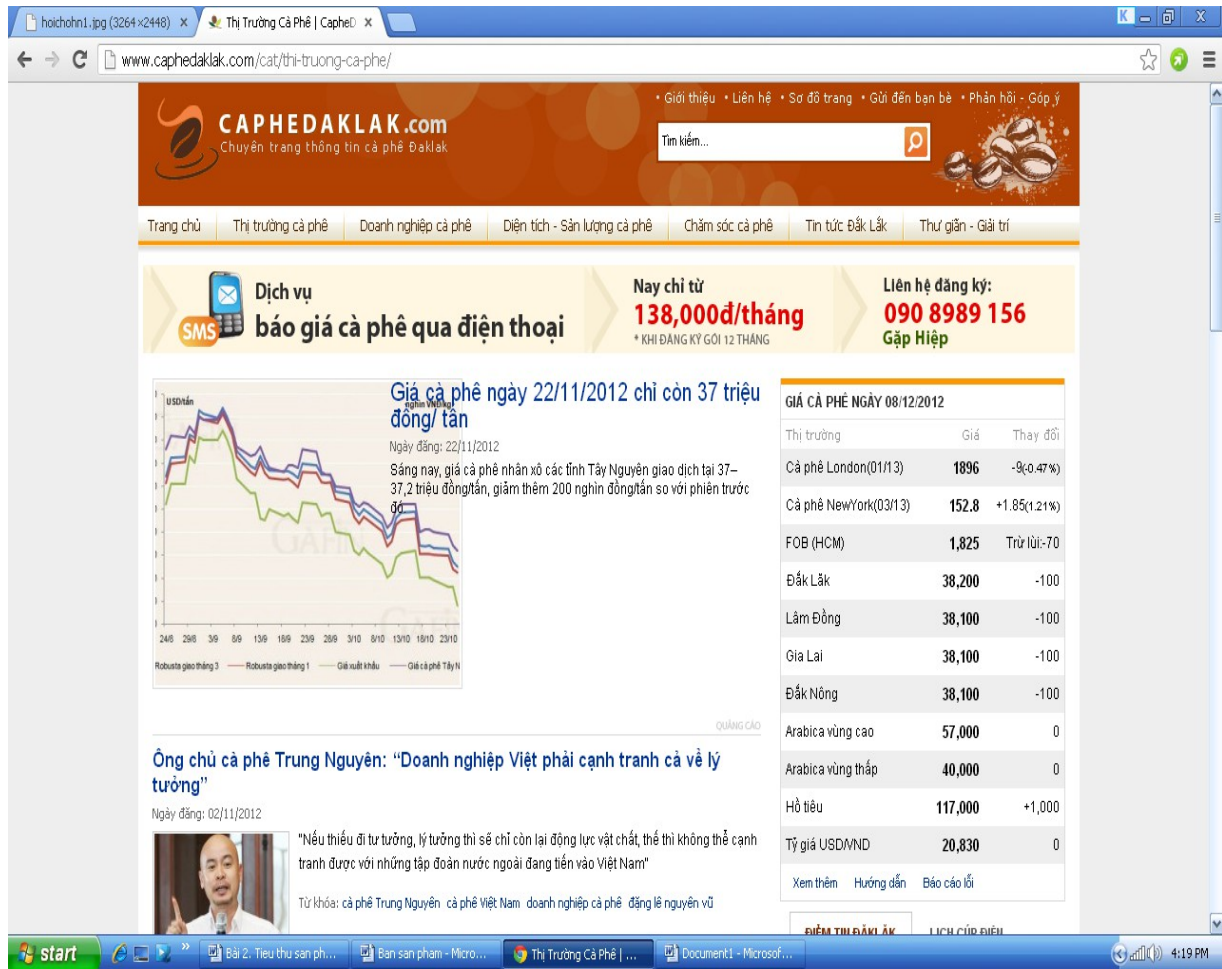 hoichohn1.jpg (3264×2448)
Thị Trường Cà Phê | CapheD
www.caphedaklak.com/cat/thi-truong-ca-phe/
• Giới thiệu • Liên hệ • Sơ đồ trang • Gửi đến bạn bè • Phản hồi - Góp ý
CAPHEDAKLAK.com
Chuyên trang thông tin cà phê Đaklak
Tìm kiếm...
Trang chủ Thị trường cà phê Doanh nghiệp cà phê Diện tích - Sản lượng cà phê Chăm sóc cà phê Tin tức Đắk Lắk Thư giãn - Giải trí
SMS
Dịch vụ
báo giá cà phê qua điện thoại
Nay chỉ từ
138,000đ/tháng
* KHI ĐĂNG KÝ GÓI 12 THÁNG
Liên hệ đăng ký:
090 8989 156
Gặp Hiệp
USD/tấn
nghìn VNĐ/kg
GAFIN
24/8 29/8 3/9 8/9 13/9 18/9 23/9 28/9 3/10 8/10 13/10 18/10 23/10
Robusta giao tháng 3 Robusta giao tháng 1 Giá xuất khẩu Giá cà phê Tây N
Giá cà phê ngày 22/11/2012 chỉ còn 37 triệu
đồng/ tấn
Ngày đăng: 22/11/2012
Sáng nay, giá cà phê nhân xô các tỉnh Tây Nguyên giao dịch tại 37–
37,2 triệu đồng/tấn, giảm thêm 200 nghìn đồng/tấn so với phiên trước
đó.
QUẢNG CÁO
Ông chủ cà phê Trung Nguyên: “Doanh nghiệp Việt phải cạnh tranh cả về lý
tưởng”
Ngày đăng: 02/11/2012
"Nếu thiếu đi tư tưởng, lý tưởng thì sẽ chỉ còn lại động lực vật chất, thế thì không thể cạnh
tranh được với những tập đoàn nước ngoài đang tiến vào Việt Nam"
Từ khóa: cà phê Trung Nguyên cà phê Việt Nam doanh nghiệp cà phê đặng lê nguyên vũ
GIÁ CÀ PHÊ NGÀY 08/12/2012
Thị trường Giá Thay đổi
Cà phê London(01/13) 1896 -9(-0.47%)
Cà phê NewYork(03/13) 152.8 +1.85(1.21%)
FOB (HCM) 1,825 Trừ lùi:-70
Đắk Lăk 38,200 -100
Lâm Đồng 38,100 -100
Gia Lai 38,100 -100
Đắk Nông 38,100 -100
Arabica vùng cao 57,000 0
Arabica vùng thấp 40,000 0
Hồ tiêu 117,000 +1,000
Tỷ giá USD/VND 20,830 0
Xem thêm Hướng dẫn Báo cáo lỗi
ĐIỂM TIN ĐĂKLĂK LỊCH CÚP ĐIỆN
start
Bài 2. Tieu thu san ph...
Ban san pham - Micro...
Thị Trường Cà Phê | ...
Document1 - Microsof...
4:19 PM